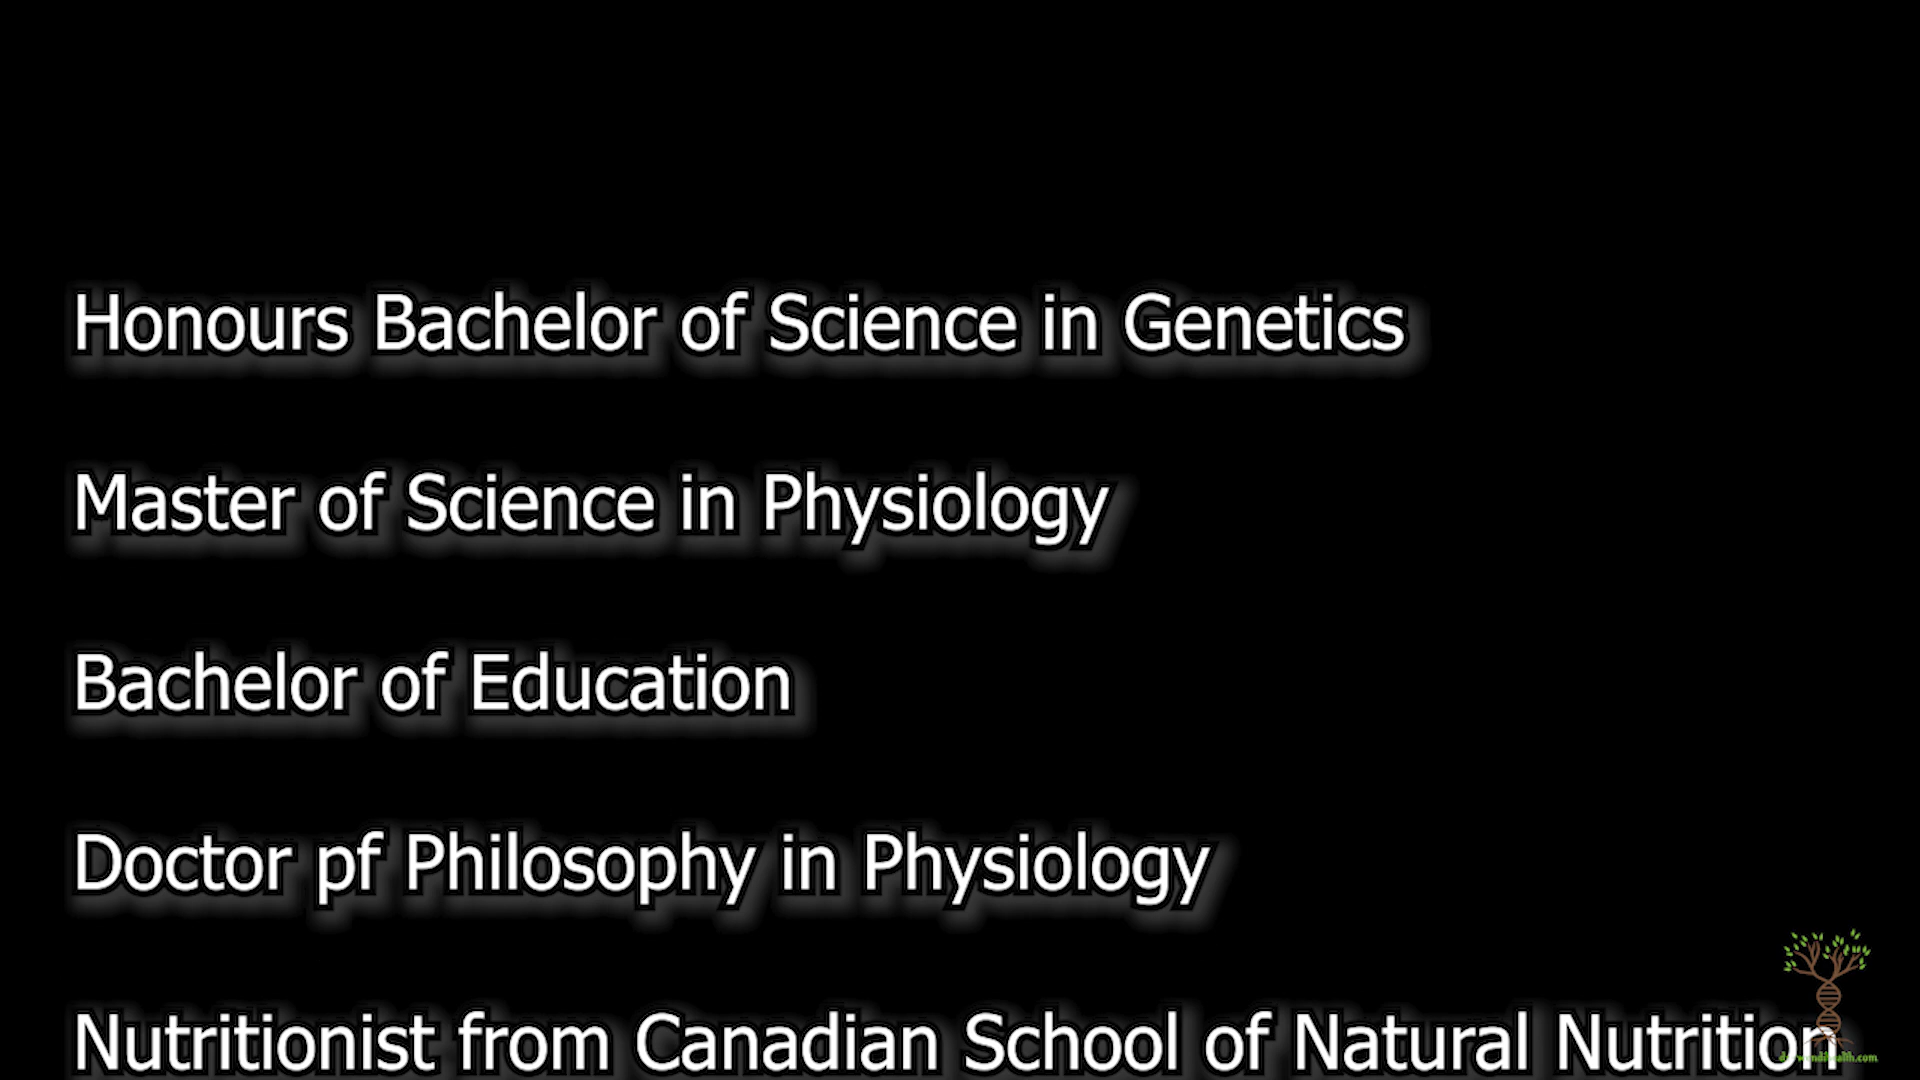 Honours Bachelor of Science in Genetics
Master of Science in Physiology
Bachelor of Education
Doctor pf Philosophy in Physiology
Nutritionist from Canadian School of Natural Nutrition